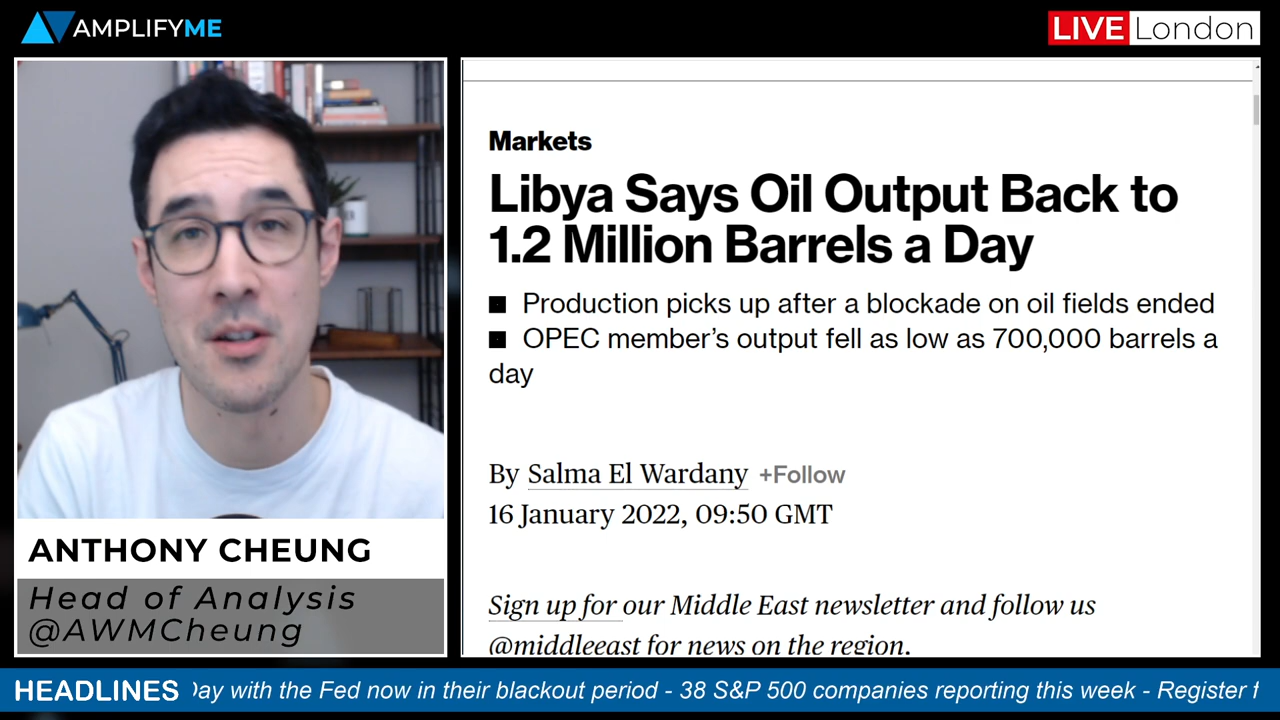 AMPLIFYME
LIVE London
Markets
Libya Says Oil Output Back to
1.2 Million Barrels a Day
■ Production picks up after a blockade on oil fields ended
■ OPEC member's output fell as low as 700,000 barrels a
day
By Salma El Wardany +Follow
16 January 2022, 09:50 GMT
Sign up for our Middle East newsletter and follow us
@middleeast for news on the region.
ANTHONY CHEUNG
Head of Analysis
@AWMCheung
HEADLINES Day with the Fed now in their blackout period - 38 S&P 500 companies reporting this week - Register